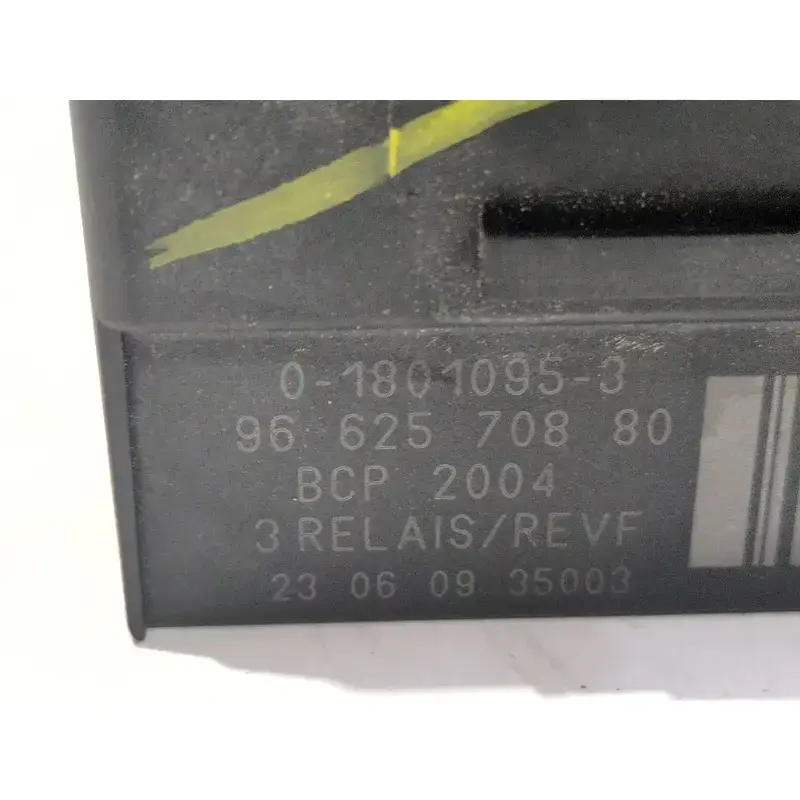 0-1801095-3
96 625 708 80
BCP 2004
3 RELAIS/REVF
23 06 09 35003